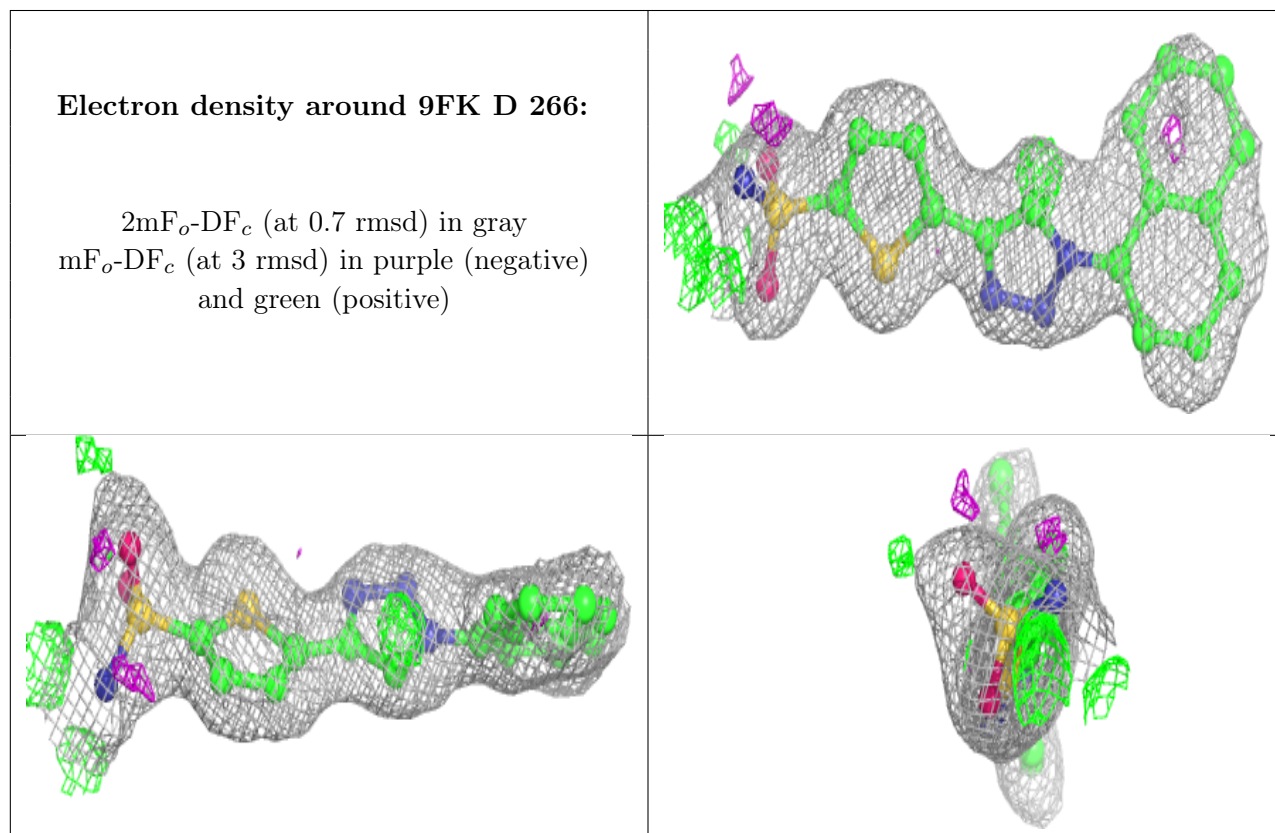 Electron density around 9FK D 266:
2mFo-DFc (at 0.7 rmsd) in gray
mFo-DFc (at 3 rmsd) in purple (negative)
and green (positive)